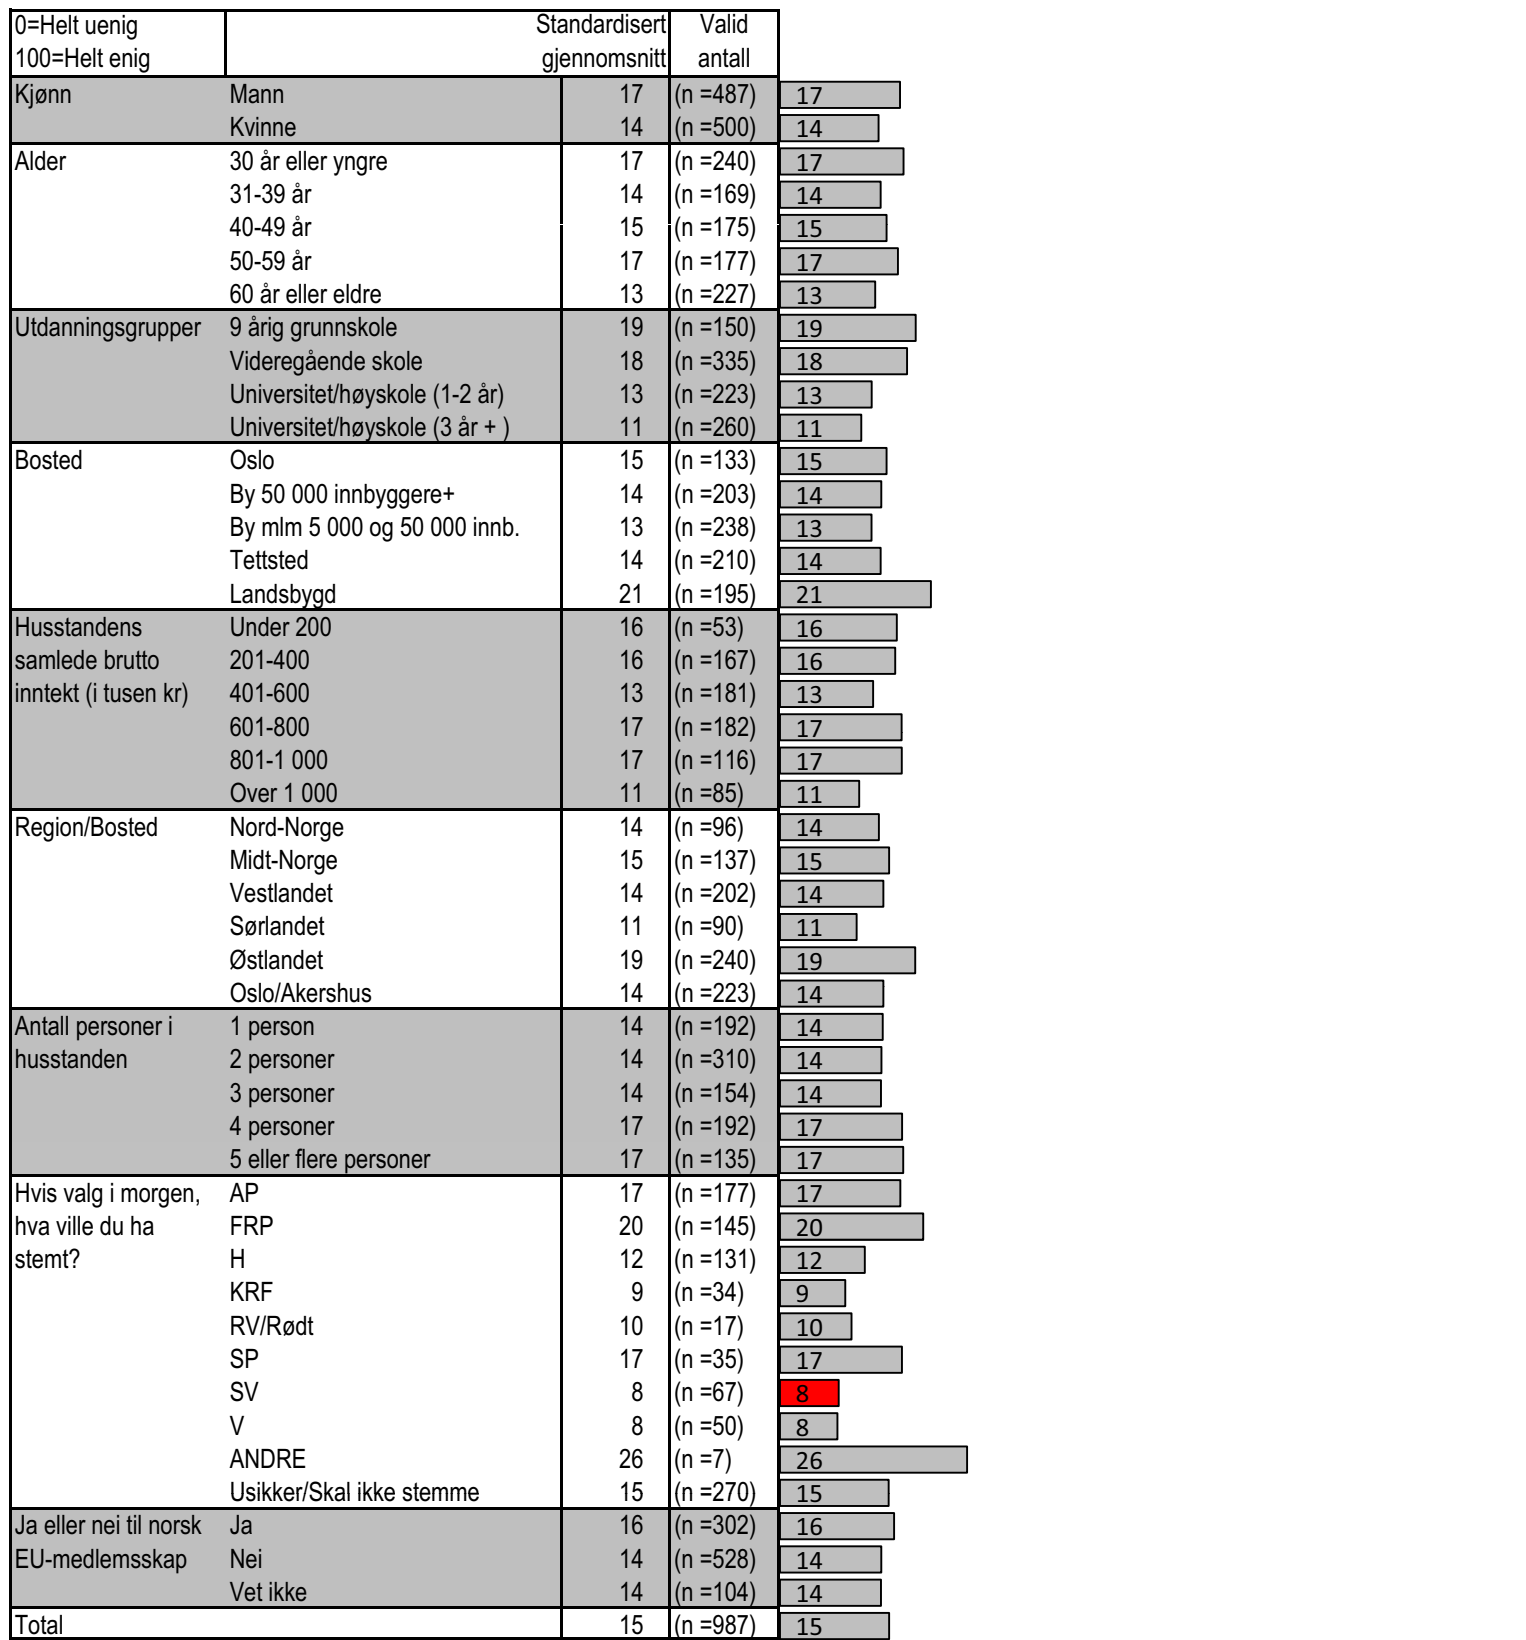 0=Helt uenig Standardisert Valid
100=Helt enig gjennomsnitt antall
Kjønn Mann 17 (n =487) 17
Kvinne 14 (n =500) 14
Alder 30 år eller yngre 17 (n =240) 17
31-39 år 14 (n =169) 14
40-49 år 15 (n =175) 15
50-59 år 17 (n =177) 17
60 år eller eldre 13 (n =227) 13
Utdanningsgrupper 9 årig grunnskole 19 (n =150) 19
Videregående skole 18 (n =335) 18
Universitet/høyskole (1-2 år) 13 (n =223) 13
Universitet/høyskole (3 år + ) 11 (n =260) 11
Bosted Oslo 15 (n =133) 15
By 50 000 innbyggere+ 14 (n =203) 14
By mlm 5 000 og 50 000 innb. 13 (n =238) 13
Tettsted 14 (n =210) 14
Landsbygd 21 (n =195) 21
Husstandens Under 200 16 (n =53) 16
samlede brutto 201-400 16 (n =167) 16
inntekt (i tusen kr) 401-600 13 (n =181) 13
601-800 17 (n =182) 17
801-1 000 17 (n =116) 17
Over 1 000 11 (n =85) 11
Region/Bosted Nord-Norge 14 (n =96) 14
Midt-Norge 15 (n =137) 15
Vestlandet 14 (n =202) 14
Sørlandet 11 (n =90) 11
Østlandet 19 (n =240) 19
Oslo/Akershus 14 (n =223) 14
Antall personer i 1 person 14 (n =192) 14
husstanden 2 personer 14 (n =310) 14
3 personer 14 (n =154) 14
4 personer 17 (n =192) 17
5 eller flere personer 17 (n =135) 17
Hvis valg i morgen, AP 17 (n =177) 17
hva ville du ha FRP 20 (n =145) 20
stemt? H 12 (n =131) 12
KRF 9 (n =34) 9
RV/Rødt 10 (n =17) 10
SP 17 (n =35) 17
SV 8 (n =67) 8
V 8 (n =50) 8
ANDRE 26 (n =7) 26
Usikker/Skal ikke stemme 15 (n =270) 15
Ja eller nei til norsk Ja 16 (n =302) 16
EU-medlemsskap Nei 14 (n =528) 14
Vet ikke 14 (n =104) 14
Total 15 (n =987) 15